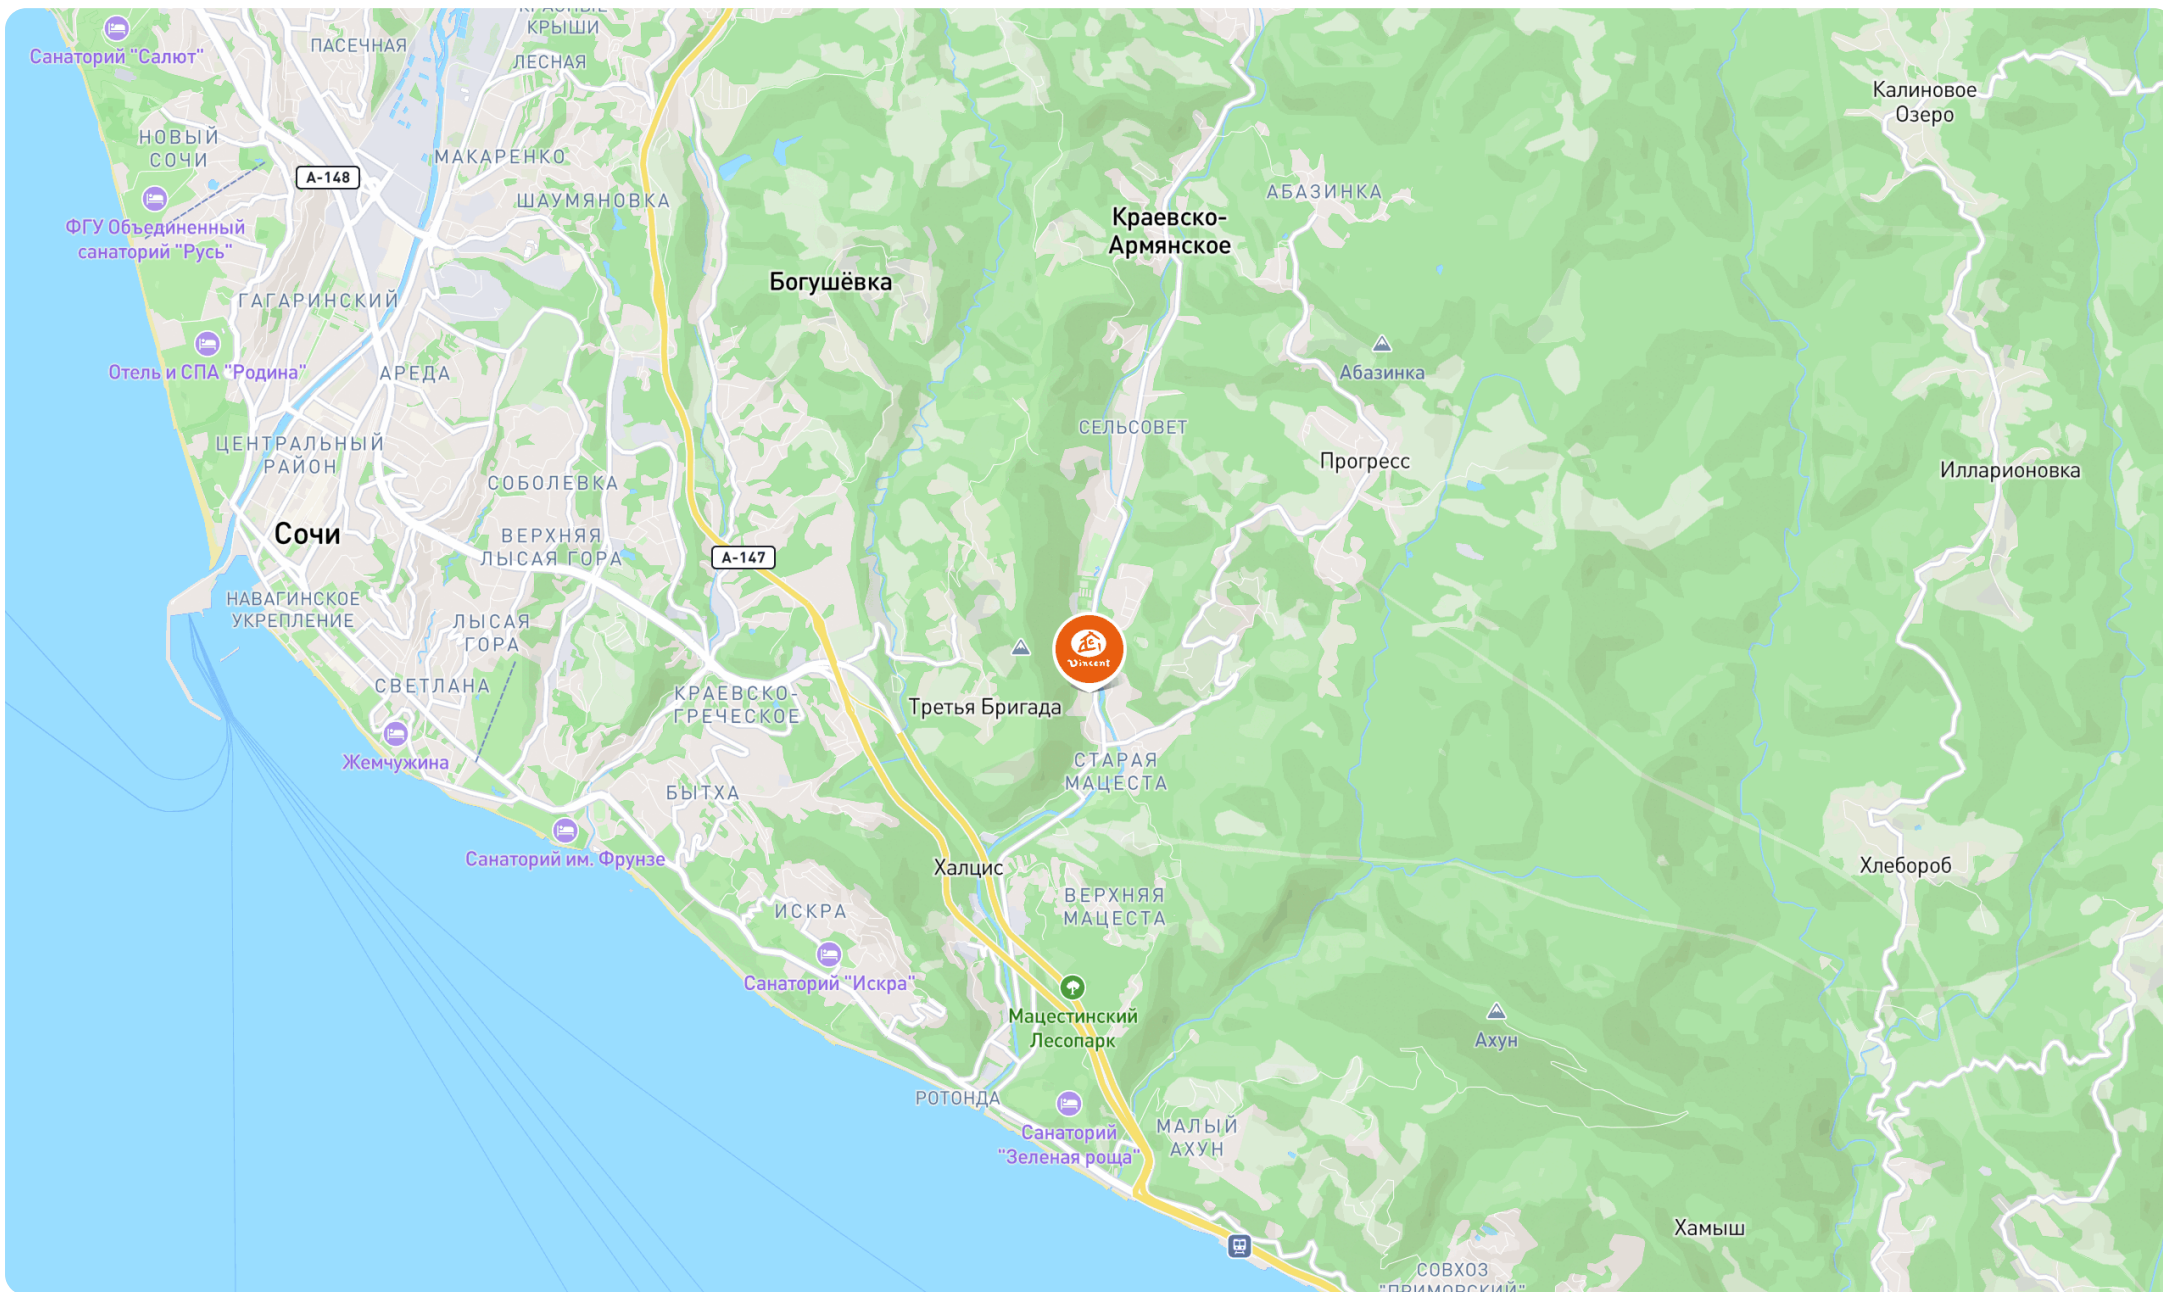 КРАСНЫЕ
КРЫШИ
ПАСЕЧНАЯ
Санаторий "Салют"
ЛЕСНАЯ
Калиновое
Озеро
НОВЫЙ
СОЧИ
МАКАРЕНКО
А-148
ШАУМЯНОВКА
АБАЗИНКА
ФГУ Объединенный
санаторий "Русь"
Краевско-
Армянское
Богушёвка
ГАГАРИНСКИЙ
Отель и СПА "Родина"
АРЕДА
Абазинка
СЕЛЬСОВЕТ
ЦЕНТРАЛЬНЫЙ
РАЙОН
Прогресс
Илларионовка
СОБОЛЕВКА
Сочи
ВЕРХНЯЯ
ЛЫСАЯ ГОРА
А-147
НАВАГИНСКОЕ
УКРЕПЛЕНИЕ
ЛЫСАЯ
ГОРА
Vincent
СВЕТЛАНА
КРАЕВСКО-
ГРЕЧЕСКОЕ
Третья Бригада
Жемчужина
СТАРАЯ
МАЦЕСТА
БЫТХА
Санаторий им. Фрунзе
Халцис
Хлебороб
ВЕРХНЯЯ
МАЦЕСТА
ИСКРА
Санаторий "Искра"
Мацестинский
Лесопарк
Ахун
РОТОНДА
Санаторий
"Зеленая роща"
МАЛЫЙ
АХУН
Хамыш
СОВХОЗ
"ПРИМОРСКИЙ"